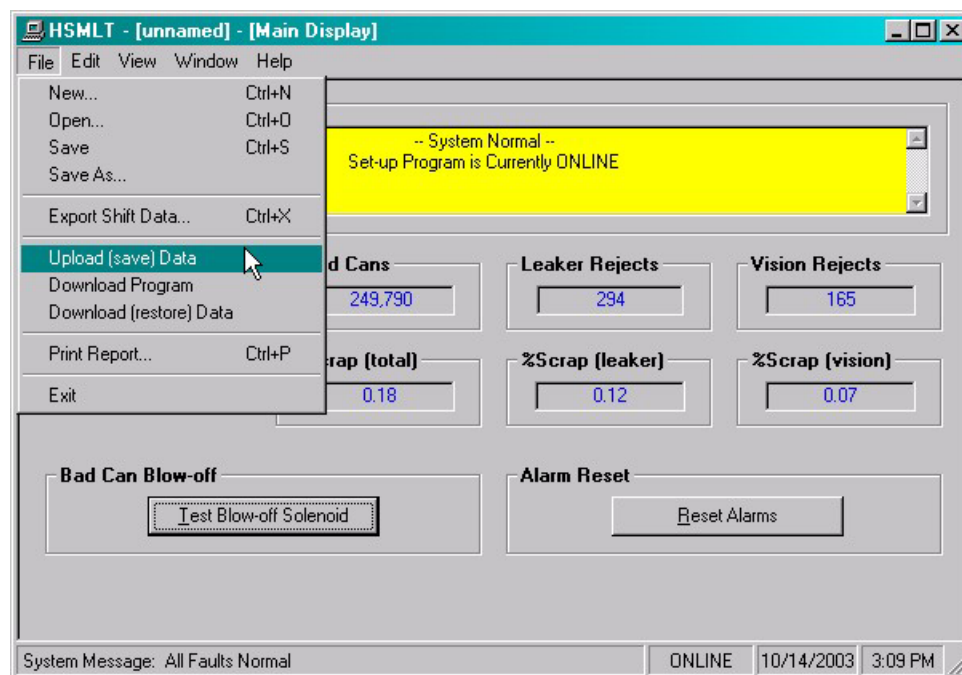 HSMLT - [unnamed] - [Main Display]
File Edit View Window Help
New... Ctrl+N
Open... Ctrl+O
Save Ctrl+S
Save As...
Export Shift Data... Ctrl+X
Upload (save) Data
Download Program
Download (restore) Data
Print Report... Ctrl+P
Exit
-- System Normal --
Set-up Program is Currently ONLINE
d Cans
249,790
Leaker Rejects
294
Vision Rejects
165
rap (total)
0.18
%Scrap (leaker)
0.12
%Scrap (vision)
0.07
Bad Can Blow-off
Test Blow-off Solenoid
Alarm Reset
Reset Alarms
System Message: All Faults Normal
ONLINE 10/14/2003 3:09 PM